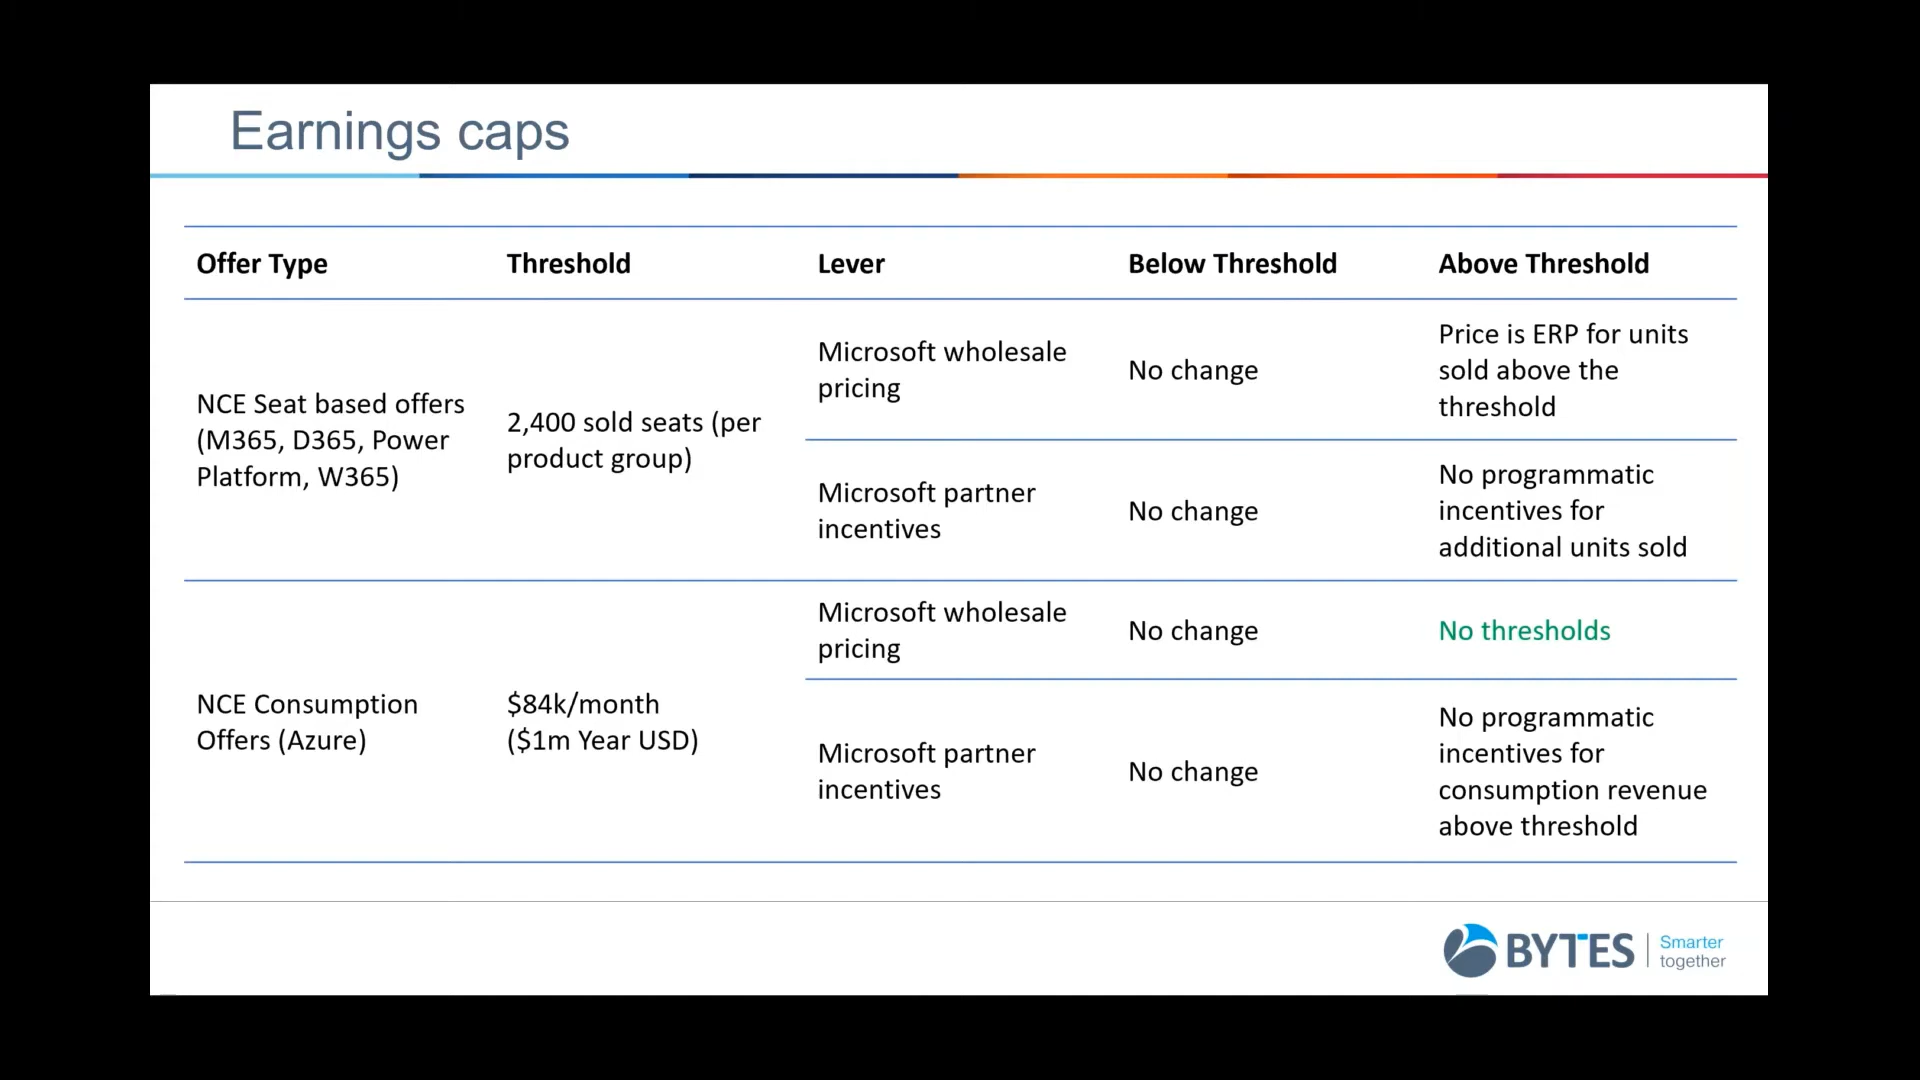 Earnings caps
Offer Type
Threshold
Lever
Below Threshold
Above Threshold
NCE Seat based offers
(M365, D365, Power
Platform, W365)
2,400 sold seats (per
product group)
Microsoft wholesale
pricing
No change
Price is ERP for units
sold above the
threshold
Microsoft partner
incentives
No change
No programmatic
incentives for
additional units sold
NCE Consumption
Offers (Azure)
$84k/month
($1m Year USD)
Microsoft wholesale
pricing
No change
No thresholds
Microsoft partner
incentives
No change
No programmatic
incentives for
consumption revenue
above threshold
BYTES
Smarter
together